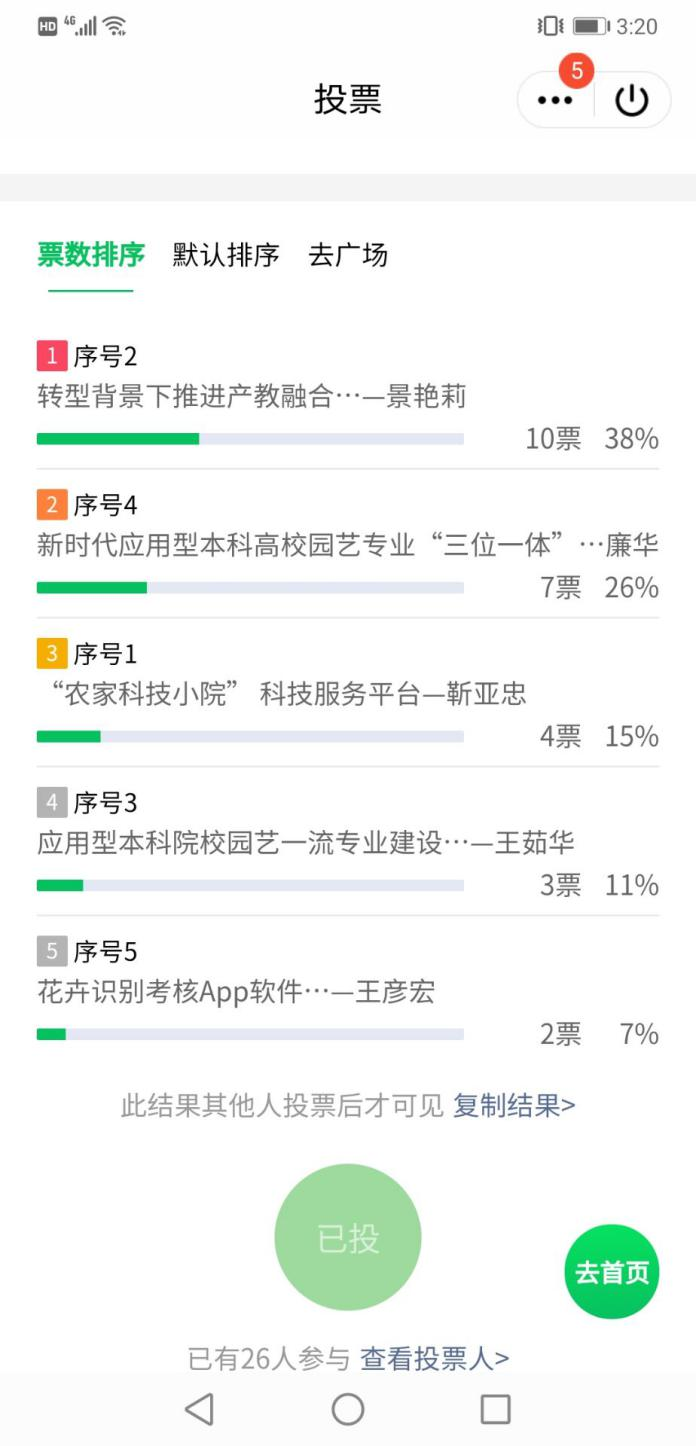 HD 4G 3:20
5
投票
票数排序 默认排序 去广场
1 序号2
转型背景下推进产教融合…—景艳莉
10票 38%
2 序号4
新时代应用型本科高校园艺专业“三位一体”…廉华
7票 26%
3 序号1
“农家科技小院” 科技服务平台—靳亚忠
4票 15%
4 序号3
应用型本科院校园艺一流专业建设…—王茹华
3票 11%
5 序号5
花卉识别考核App软件…—王彦宏
2票 7%
此结果其他人投票后才可见 复制结果>
已投
去首页
已有26人参与 查看投票人>